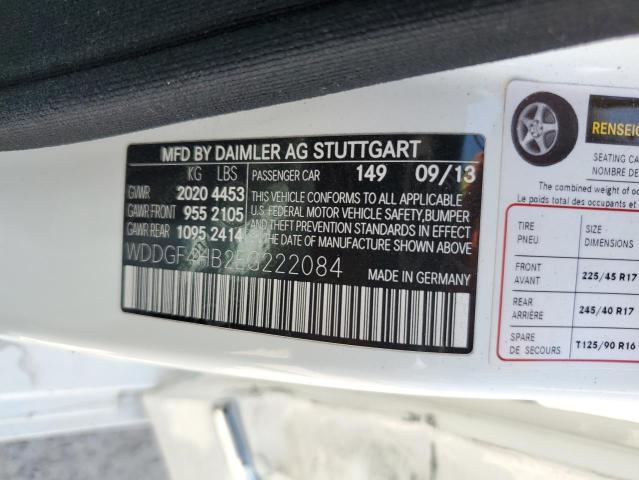 MFD BY DAIMLER AG STUTTGART
KG LBS PASSENGER CAR 149 09/13
GVWR 2020 4453
GAWR FRONT 955 2105
GAWR REAR 1095 2414
THIS VEHICLE CONFORMS TO ALL APPLICABLE
U.S. FEDERAL MOTOR VEHICLE SAFETY, BUMPER
AND THEFT PREVENTION STANDARDS IN EFFECT
ON THE DATE OF MANUFACTURE SHOWN ABOVE.
WDDGF4HB2EG222084 MADE IN GERMANY
RENSEIG
SEATING CA
NOMBRE DE
The combined weight of oc
Le poids total des occupants et
TIRE SIZE
PNEU DIMENSIONS
FRONT
AVANT 225/45 R17
REAR
ARRIÈRE 245/40 R17
SPARE
DE SECOURS T125/90 R16